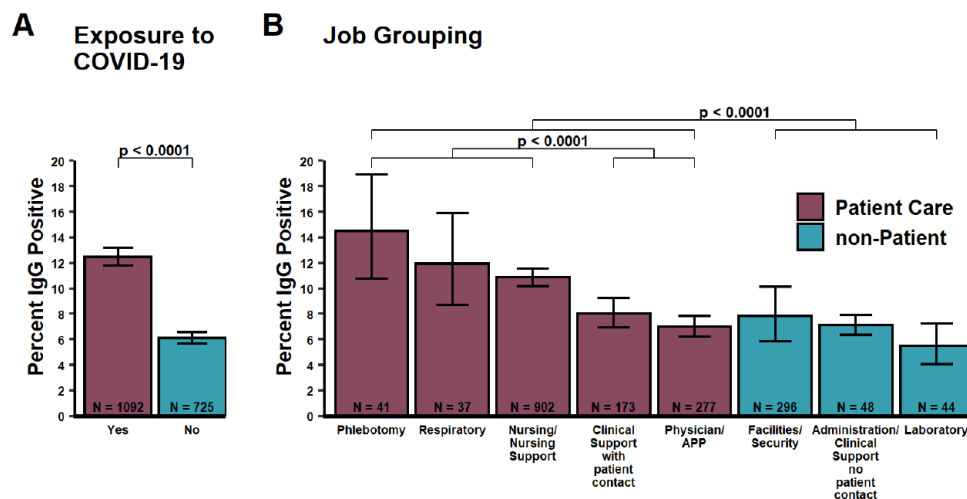 A
Exposure to
COVID-19
B
Job Grouping
p < 0.0001
p < 0.0001
p < 0.0001
Percent IgG Positive
20
18
16
14
12
10
8
6
4
2
0
N = 1092
N = 725
Yes
No
Percent IgG Positive
20
18
16
14
12
10
8
6
4
2
0
Patient Care
non-Patient
N = 41
N = 37
N = 902
N = 173
N = 277
N = 296
N = 48
N = 44
Phlebotomy
Respiratory
Nursing/
Nursing
Support
Clinical
Support
with
patient
contact
Physician/
APP
Facilities/
Security
Administration/
Clinical
Support
no
patient
contact
Laboratory